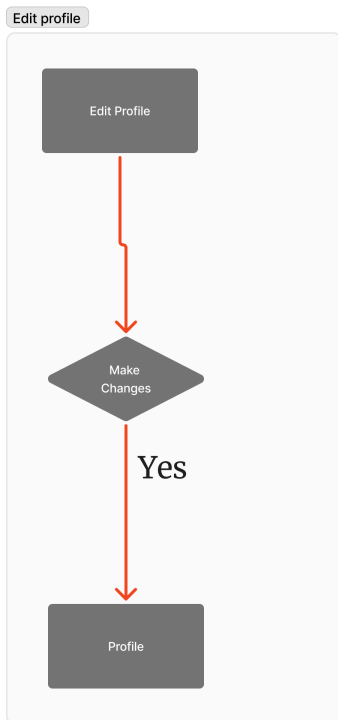 Edit profile
Edit Profile
Make
Changes
Yes
Profile